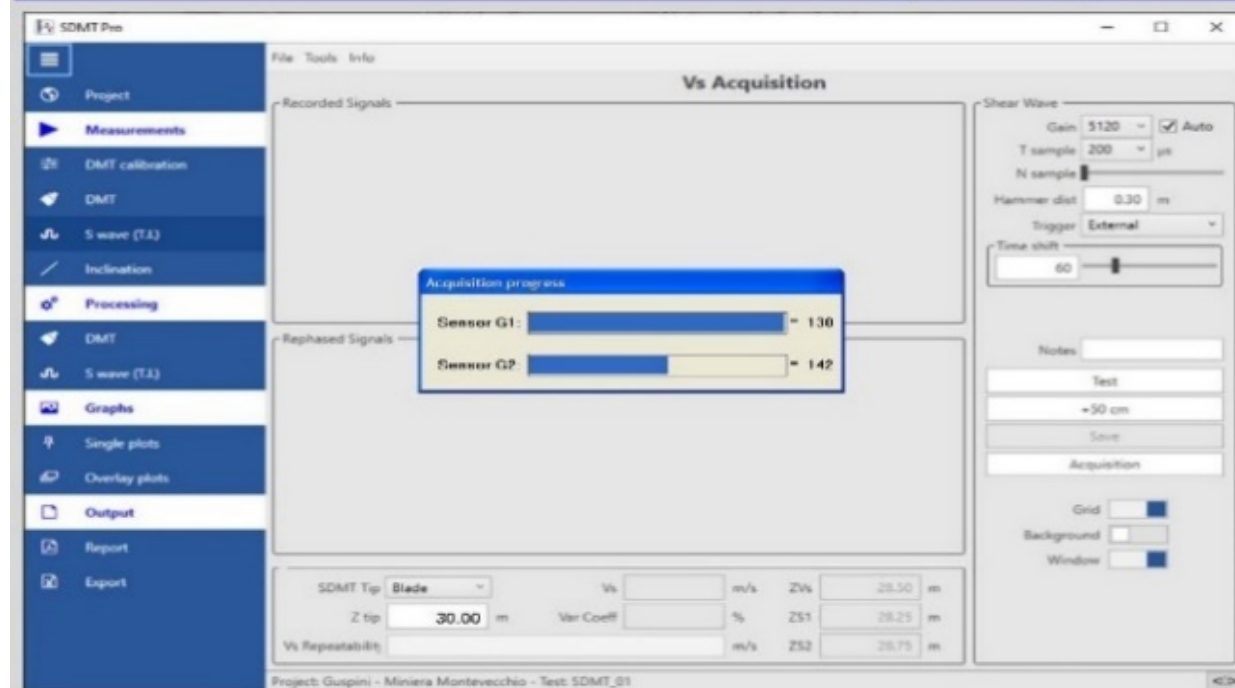 SDMT Pro
File Tools Info
Vs Acquisition
Project
Measurements
DMT calibration
DMT
S wave (T.I.)
Inclination
Processing
DMT
S wave (T.I.)
Graphs
Single plots
Overlay plots
Output
Report
Export
Recorded Signals
Rephased Signals
Acquisition progress
Sensor G1: = 130
Sensor G2: = 142
Shear Wave
Gain 5120 Auto
T sample 200 µs
N sample
Hammer dist 0.30 m
Trigger External
Time shift
60
Notes
Test
+50 cm
Save
Acquisition
Grid
Background
Window
SDMT Tip Blade Vs m/s ZVs 28.50 m
Z tip 30.00 m Var Coeff % ZS1 28.25 m
Vs Repeatability m/s ZS2 28.75 m
Project: Guspini - Miniera Montevecchio - Test: SDMT_01